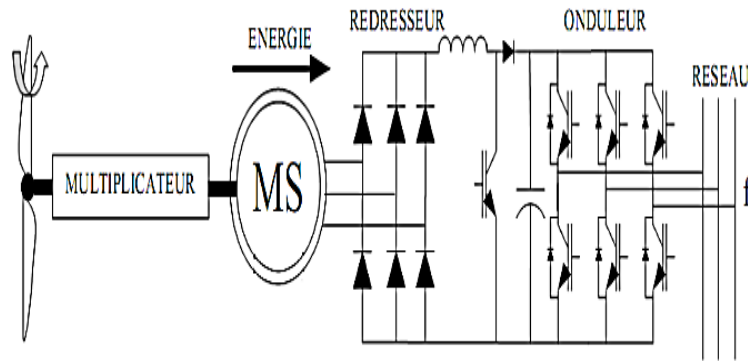 ENERGIE
REDRESSEUR
ONDULEUR
RESEAU
MULTIPLICATEUR
MS
f